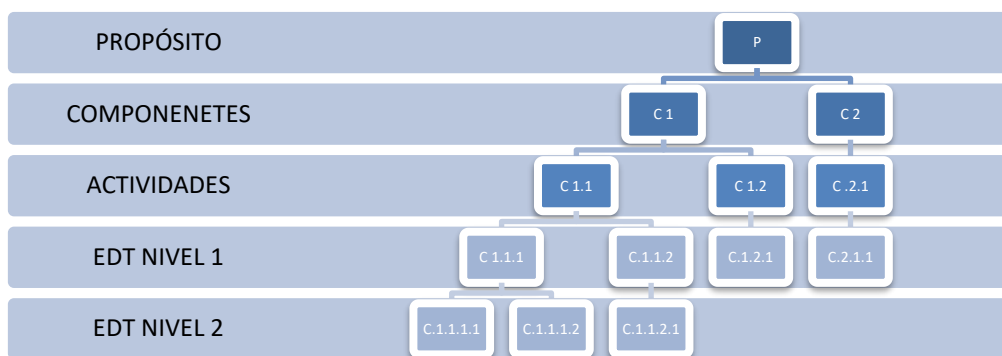 PROPÓSITO
P
COMPONENETES
C 1
C 2
ACTIVIDADES
C 1.1
C 1.2
C .2.1
EDT NIVEL 1
C 1.1.1
C.1.1.2
C.1.2.1
C.2.1.1
EDT NIVEL 2
C.1.1.1.1
C.1.1.1.2
C.1.1.2.1